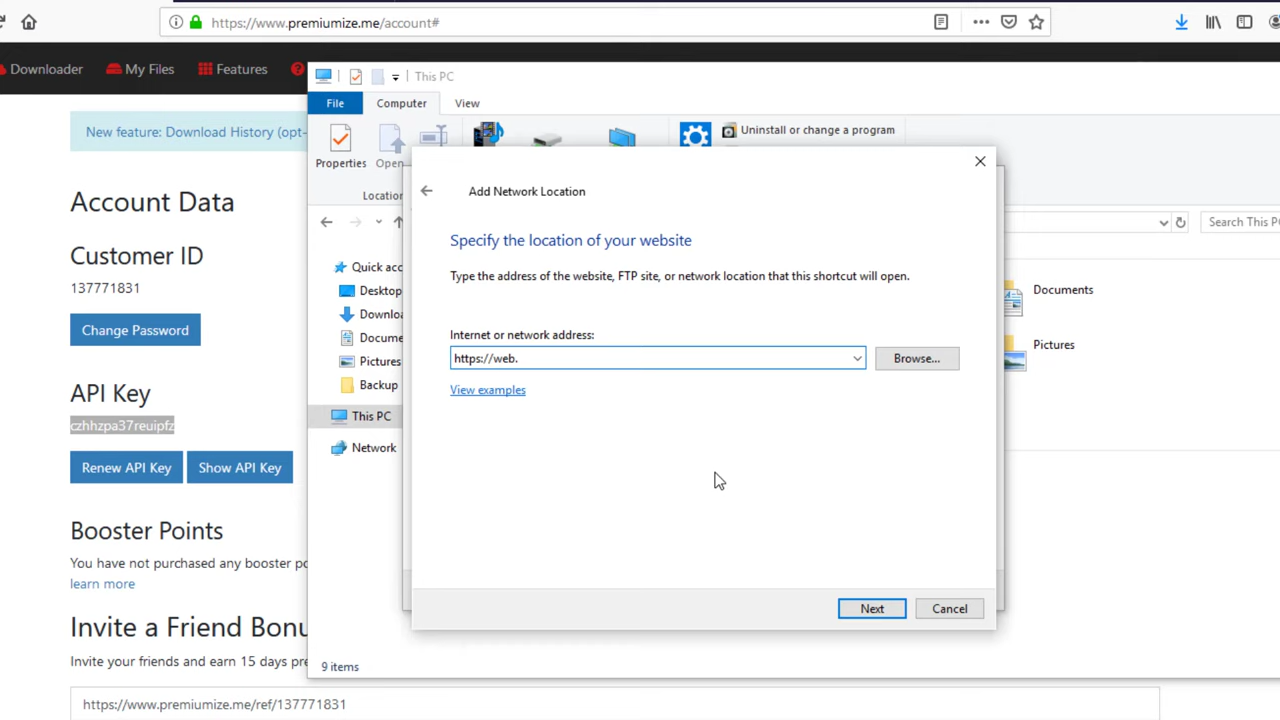 https://www.premiumize.me/account#
Downloader
My Files
Features
New feature: Download History (opt-
Account Data
Customer ID
137771831
Change Password
API Key
czhhzpa37reuipfz
Renew API Key
Show API Key
Booster Points
You have not purchased any booster po
learn more
Invite a Friend Bonu
Invite your friends and earn 15 days pre
https://www.premiumize.me/ref/137771831
This PC
File
Computer
View
Properties
Open
Uninstall or change a program
Location
Search This PC
Quick acc
Desktop
Downloa
Docume
Pictures
Backup
This PC
Network
Documents
Pictures
9 items
Add Network Location
Specify the location of your website
Type the address of the website, FTP site, or network location that this shortcut will open.
Internet or network address:
https://web.
Browse...
View examples
Next
Cancel